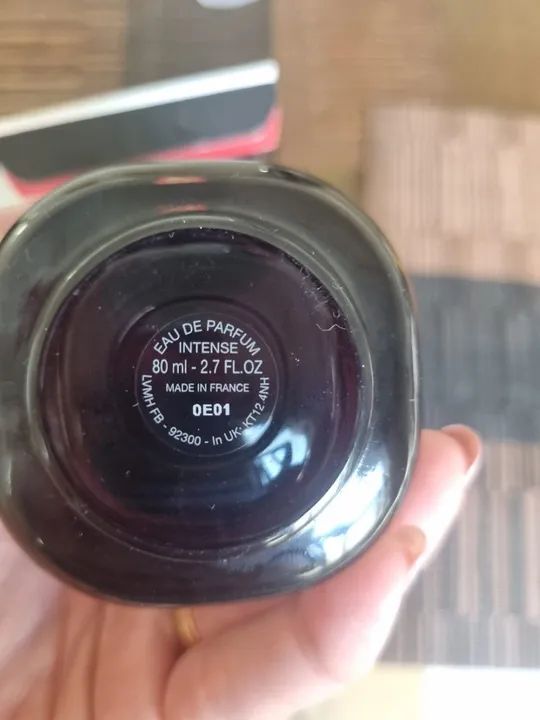 EAU DE PARFUM
INTENSE
80 ml - 2.7 FL.OZ
MADE IN FRANCE
0E01
LVMH FB - 92300 - In UK: KT12 4NH